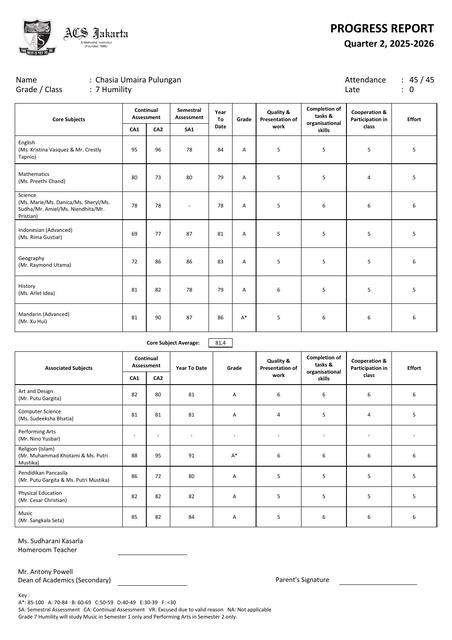 ACS Jakarta
A Methodist Institution
(Founded 1886)
PROGRESS REPORT
Quarter 2, 2025-2026
Name : Chasia Umaira Pulungan
Attendance : 45 / 45
Grade / Class : 7 Humility
Late : 0
Core Subjects Continual Assessment Semestral Assessment Year To Date Grade Quality & Presentation of work Completion of tasks & organisational skills Cooperation & Participation in class Effort
CA1 CA2 SA1
English
(Ms. Kristina Vasquez & Mr. Crestly Tapnio)
95 96 78 84 A 5 5 5 5
Mathematics
(Ms. Preethi Chand)
80 73 80 79 A 5 5 4 5
Science
(Ms.Marie/Ms. Danica/Ms. Sheryl/Ms. Sudha/Mr. Amiel/Ms. Niendhita/Mr. Pristian)
78 78 - 78 A 5 6 6 6
Indonesian (Advanced)
(Ms. Rima Gustiar)
69 77 87 81 A 5 5 5 5
Geography
(Mr. Raymond Utama)
72 86 86 83 A 5 5 5 6
History
(Ms. Arlet Idea)
81 82 78 79 A 6 5 5 5
Mandarin (Advanced)
(Mr. Xu Hui)
81 90 87 86 A* 5 6 6 6
Core Subject Average: 81.4
Associated Subjects Continual Assessment Year To Date Grade Quality & Presentation of work Completion of tasks & organisational skills Cooperation & Participation in class Effort
CA1 CA2
Art and Design
(Mr. Putu Gargita)
82 80 81 A 6 6 6 6
Computer Science
(Ms. Sudeeksha Bhatia)
81 81 81 A 4 5 4 5
Performing Arts
(Mr. Nino Yusbar)
- - - - - - - -
Religion (Islam)
(Mr. Muhammad Khotami & Ms. Putri Mustika)
88 95 91 A* 6 6 6 6
Pendidikan Pancasila
(Mr. Putu Gargita & Ms. Putri Mustika)
86 72 80 A 5 5 5 5
Physical Education
(Mr. Cesar Christian)
82 82 82 A 5 5 5 5
Music
(Mr. Sangkala Seta)
85 82 84 A 5 6 6 6
Ms. Sudharani Kasarla
Homeroom Teacher
Mr. Antony Powell
Dean of Academics (Secondary)
Parent's Signature
Key :
A*: 85-100 A: 70-84 B: 60-69 C:50-59 D:40-49 E:30-39 F: <30
SA: Semestral Assessment CA: Continual Assessment VR: Excused due to valid reason NA: Not applicable
Grade 7 Humility will study Music in Semester 1 only and Performing Arts in Semester 2 only.